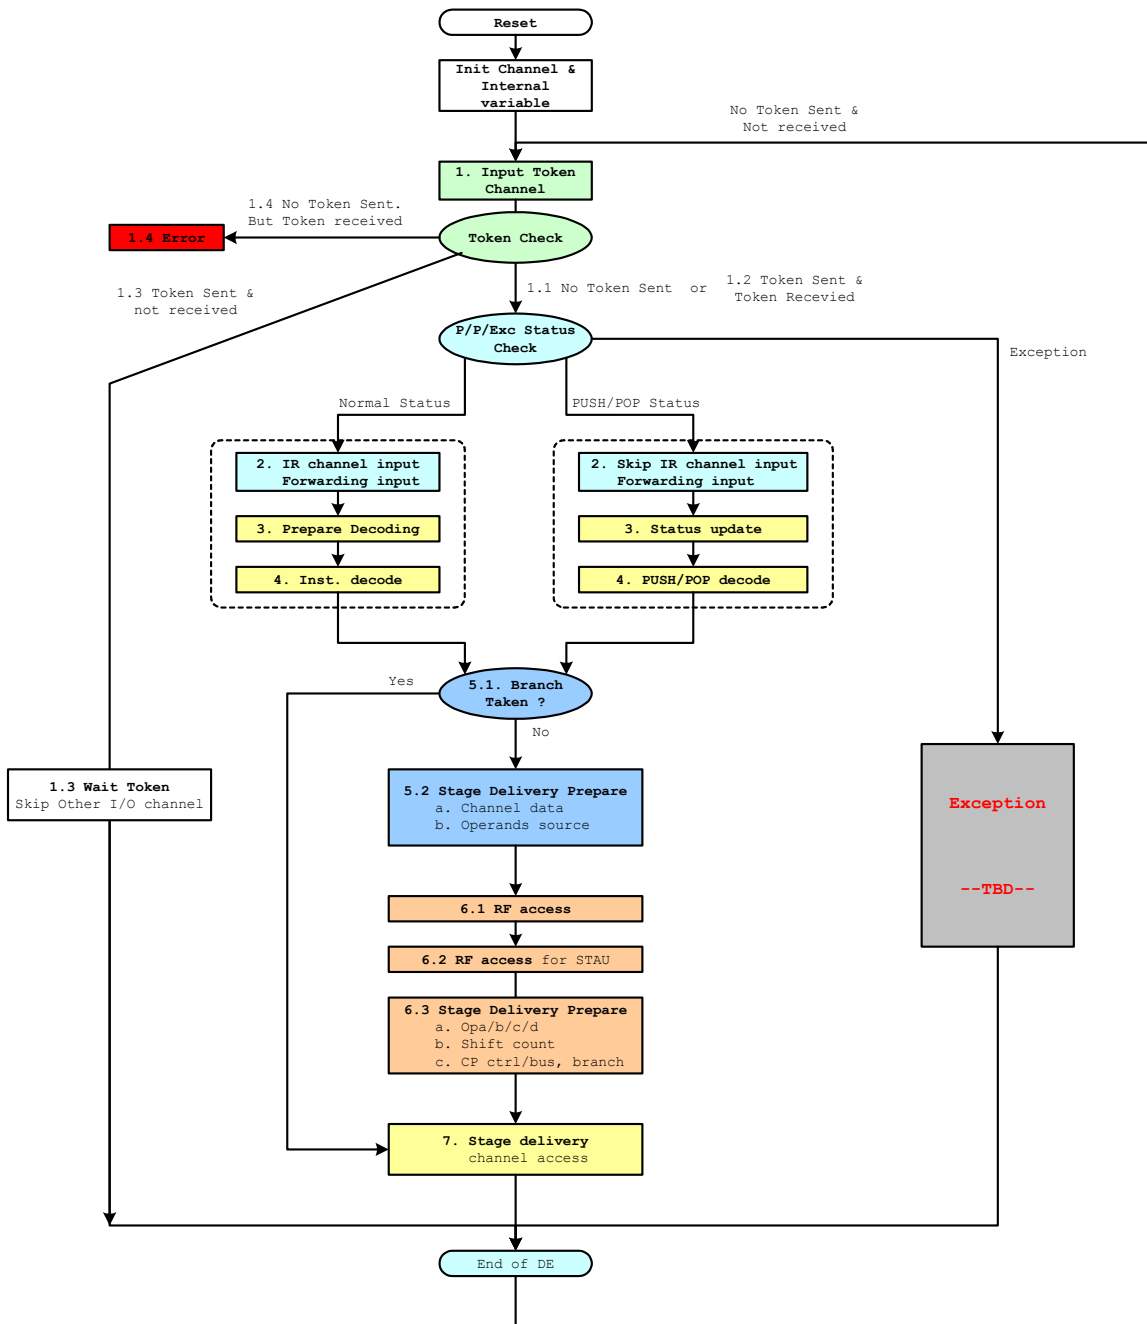 Reset
Init Channel &
Internal
variable
No Token Sent &
Not received
1. Input Token
Channel
1.4 No Token Sent.
But Token received
1.4 Error
Token Check
1.3 Token Sent &
not received
1.1 No Token Sent or
1.2 Token Sent &
Token Recevied
P/P/Exc Status
Check
Exception
Normal Status
PUSH/POP Status
2. IR channel input
Forwarding input
2. Skip IR channel input
Forwarding input
3. Prepare Decoding
3. Status update
4. Inst. decode
4. PUSH/POP decode
Yes
5.1. Branch
Taken ?
No
1.3 Wait Token
Skip Other I/O channel
5.2 Stage Delivery Prepare
a. Channel data
b. Operands source
Exception
--TBD--
6.1 RF access
6.2 RF access for STAU
6.3 Stage Delivery Prepare
a. Opa/b/c/d
b. Shift count
c. CP ctrl/bus, branch
7. Stage delivery
channel access
End of DE